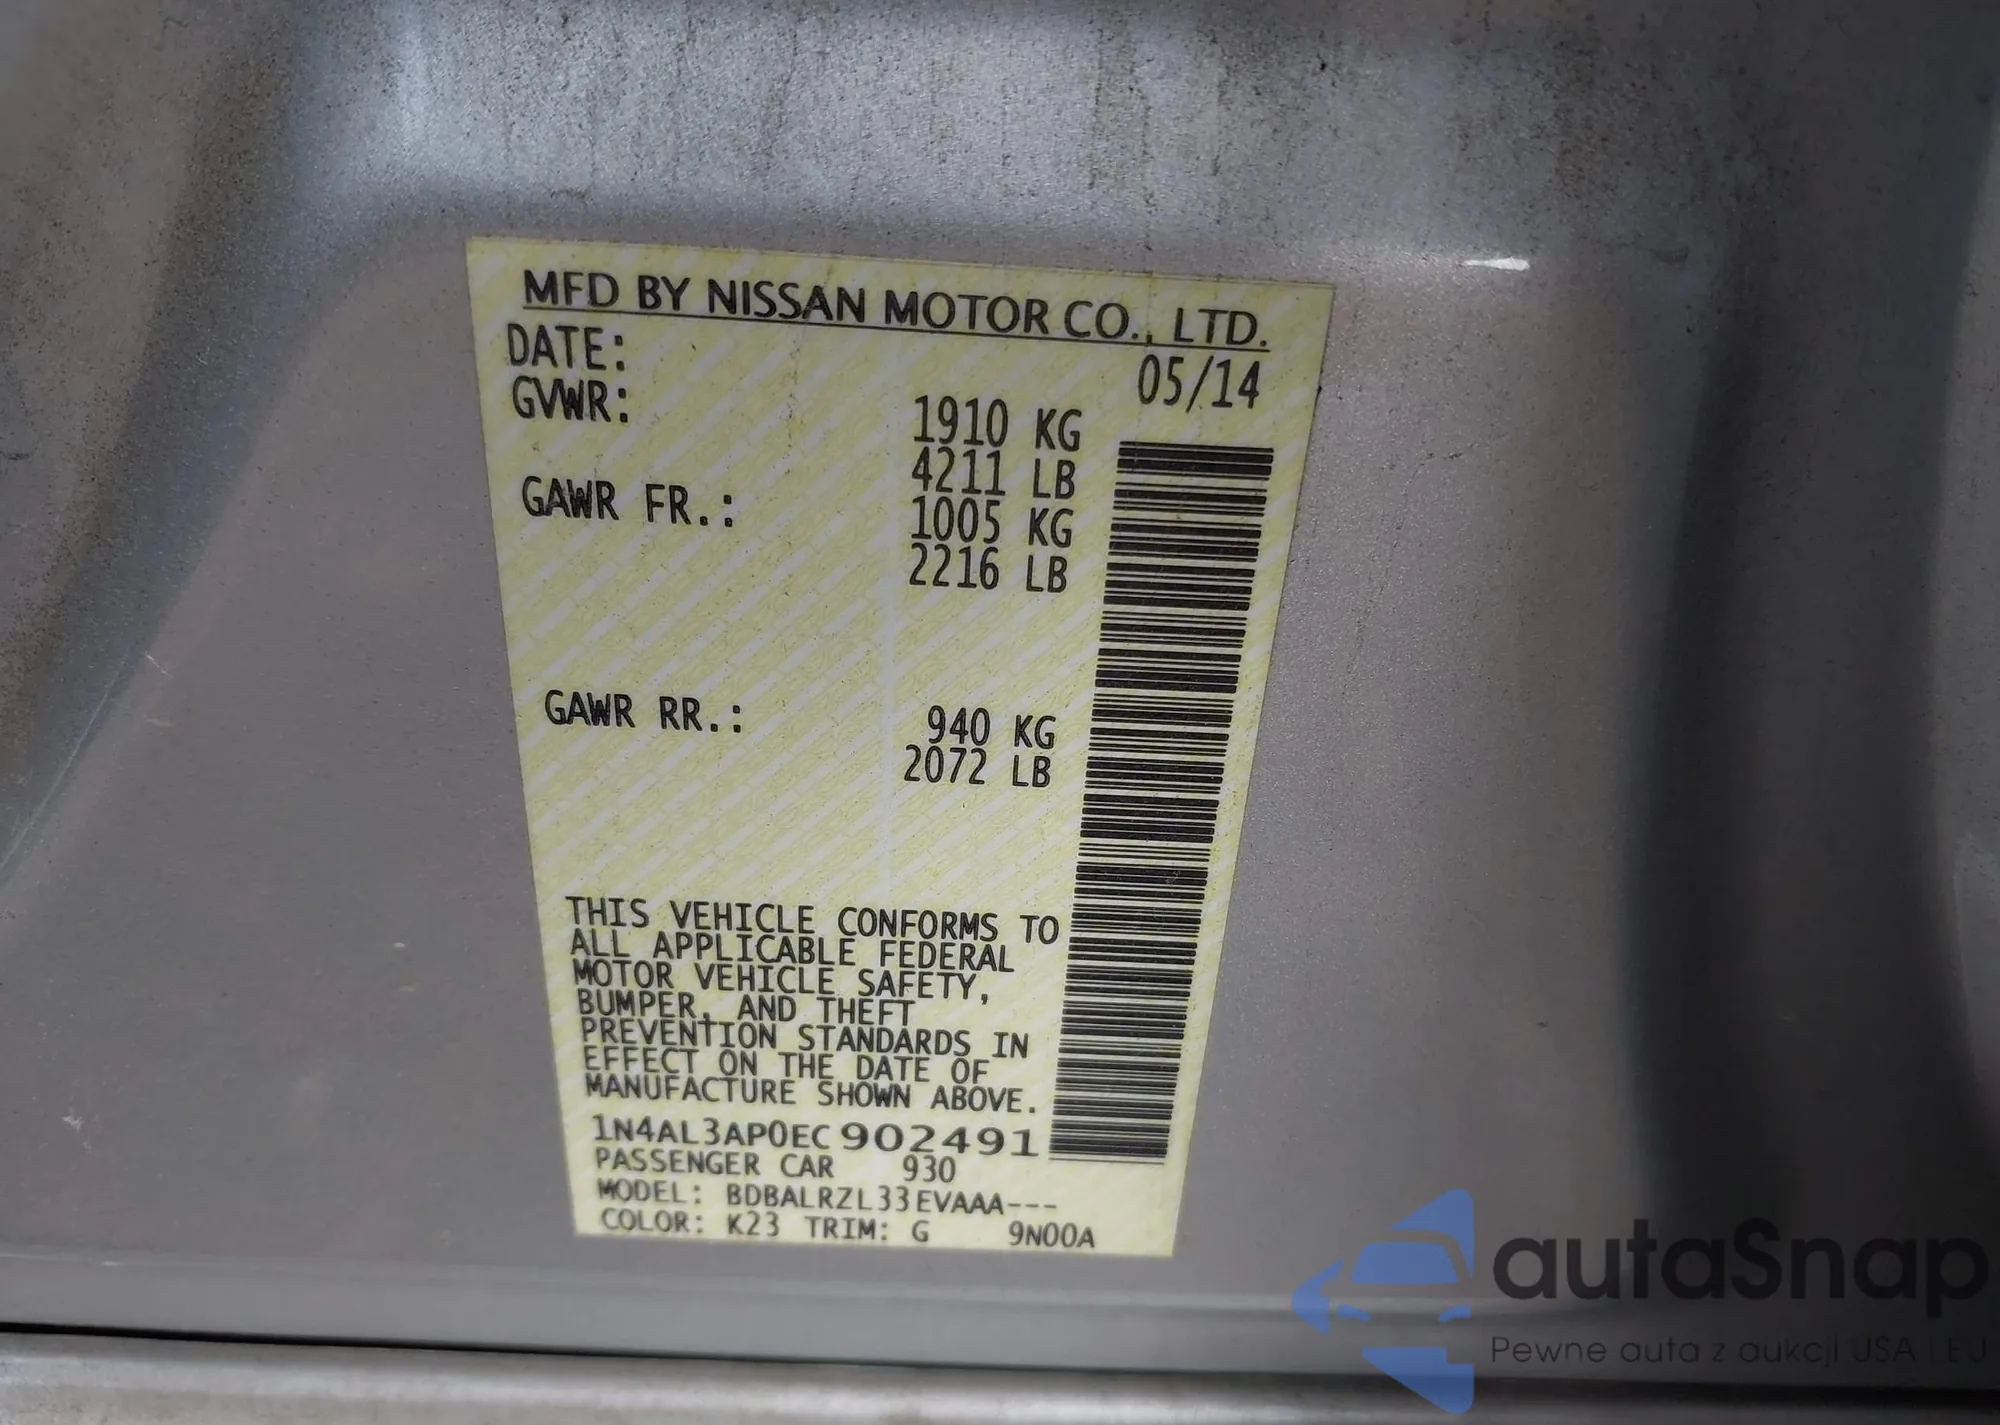 MFD BY NISSAN MOTOR CO., LTD.
DATE: 05/14
GVWR: 1910 KG
4211 LB
GAWR FR.: 1005 KG
2216 LB
GAWR RR.: 940 KG
2072 LB
THIS VEHICLE CONFORMS TO
ALL APPLICABLE FEDERAL
MOTOR VEHICLE SAFETY,
BUMPER, AND THEFT
PREVENTION STANDARDS IN
EFFECT ON THE DATE OF
MANUFACTURE SHOWN ABOVE.
1N4AL3AP0EC902491
PASSENGER CAR 930
MODEL: BDBALRZL33EVAAA---
COLOR: K23 TRIM: G 9N00A
autaSnap
Pewne auta z aukcji USA i EU